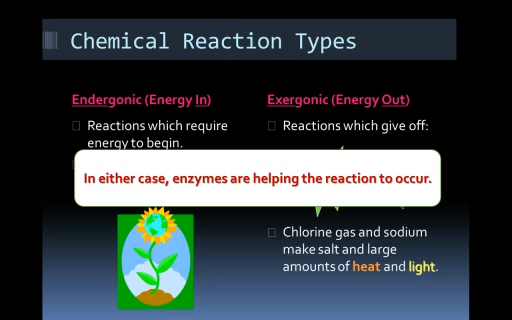 Chemical Reaction Types
Endergonic (Energy In)
Reactions which require
energy to begin.
Exergonic (Energy Out)
Reactions which give off:
In either case, enzymes are helping the reaction to occur.
Chlorine gas and sodium
make salt and large
amounts of heat and light.